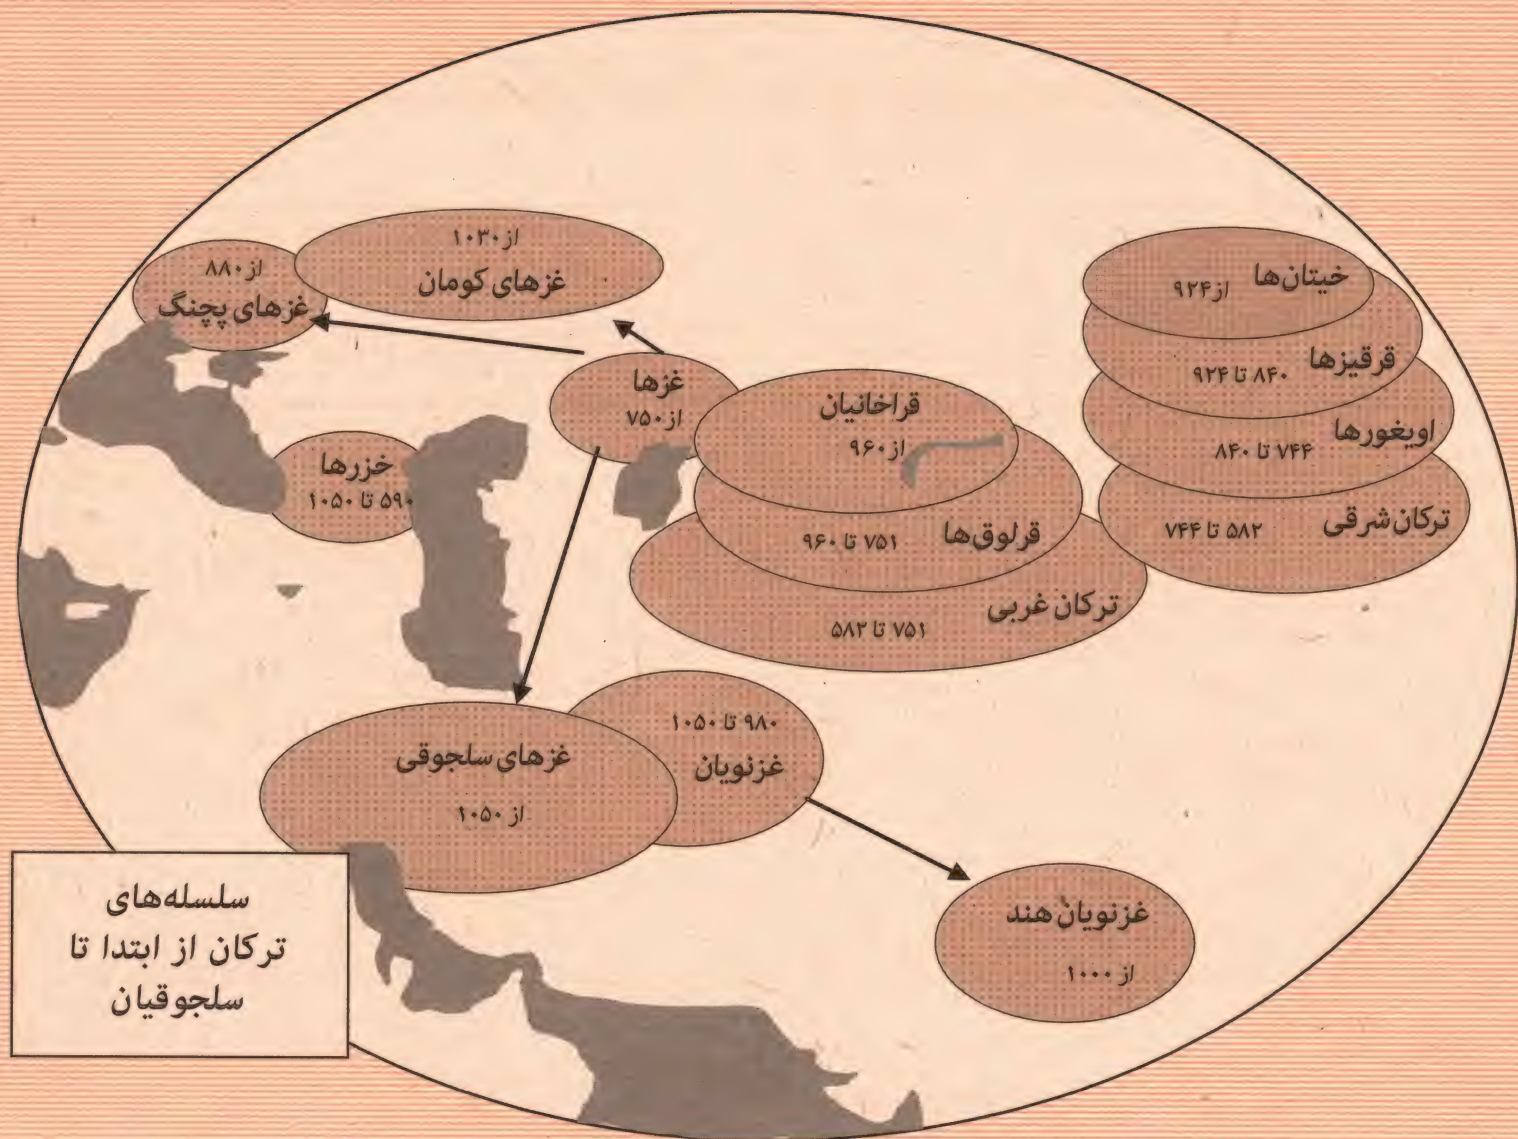 از ۱۰۳۰
غزهای کومان
از ۸۸۰
غزهای پچنگ
خیتان‌ها
از ۹۲۴
قرقیزها
۸۴۰ تا ۹۲۴
اویغورها
۷۴۴ تا ۸۴۰
ترکان شرقی
۵۸۲ تا ۷۴۴
غزها
از ۷۵۰
قراخانیان
از ۹۶۰
قرلوق‌ها
۷۵۱ تا ۹۶۰
ترکان غربی
۷۵۱ تا ۵۸۲
خزرها
۵۹۰ تا ۱۰۵۰
۹۸۰ تا ۱۰۵۰
غزنویان
غزهای سلجوقی
از ۱۰۵۰
غزنویان هند
از ۱۰۰۰
سلسله‌های
ترکان از ابتدا تا
سلجوقیان